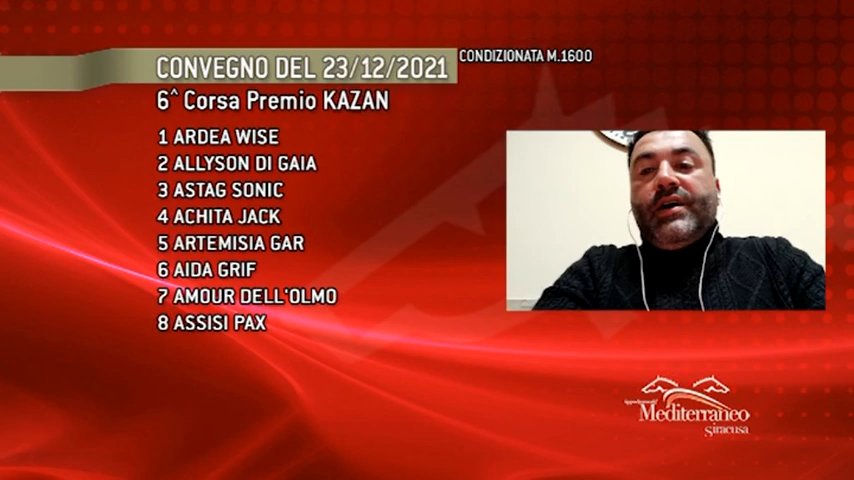 CONVEGNO DEL 23/12/2021
CONDIZIONATA M.1600
6^ Corsa Premio KAZAN
1 ARDEA WISE
2 ALLYSON DI GAIA
3 ASTAG SONIC
4 ACHITA JACK
5 ARTEMISIA GAR
6 AIDA GRIF
7 AMOUR DELL'OLMO
8 ASSISI PAX
Mediterraneo
Siracusa